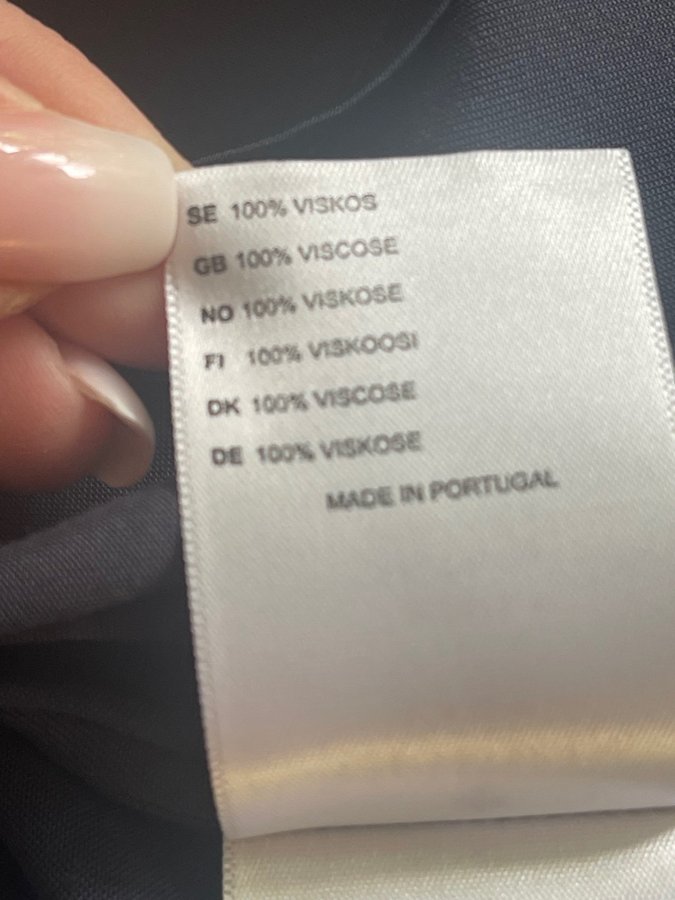 SE 100% VISKOS
GB 100% VISCOSE
NO 100% VISKOSE
FI 100% VISKOOSI
DK 100% VISCOSE
DE 100% VISKOSE
MADE IN PORTUGAL